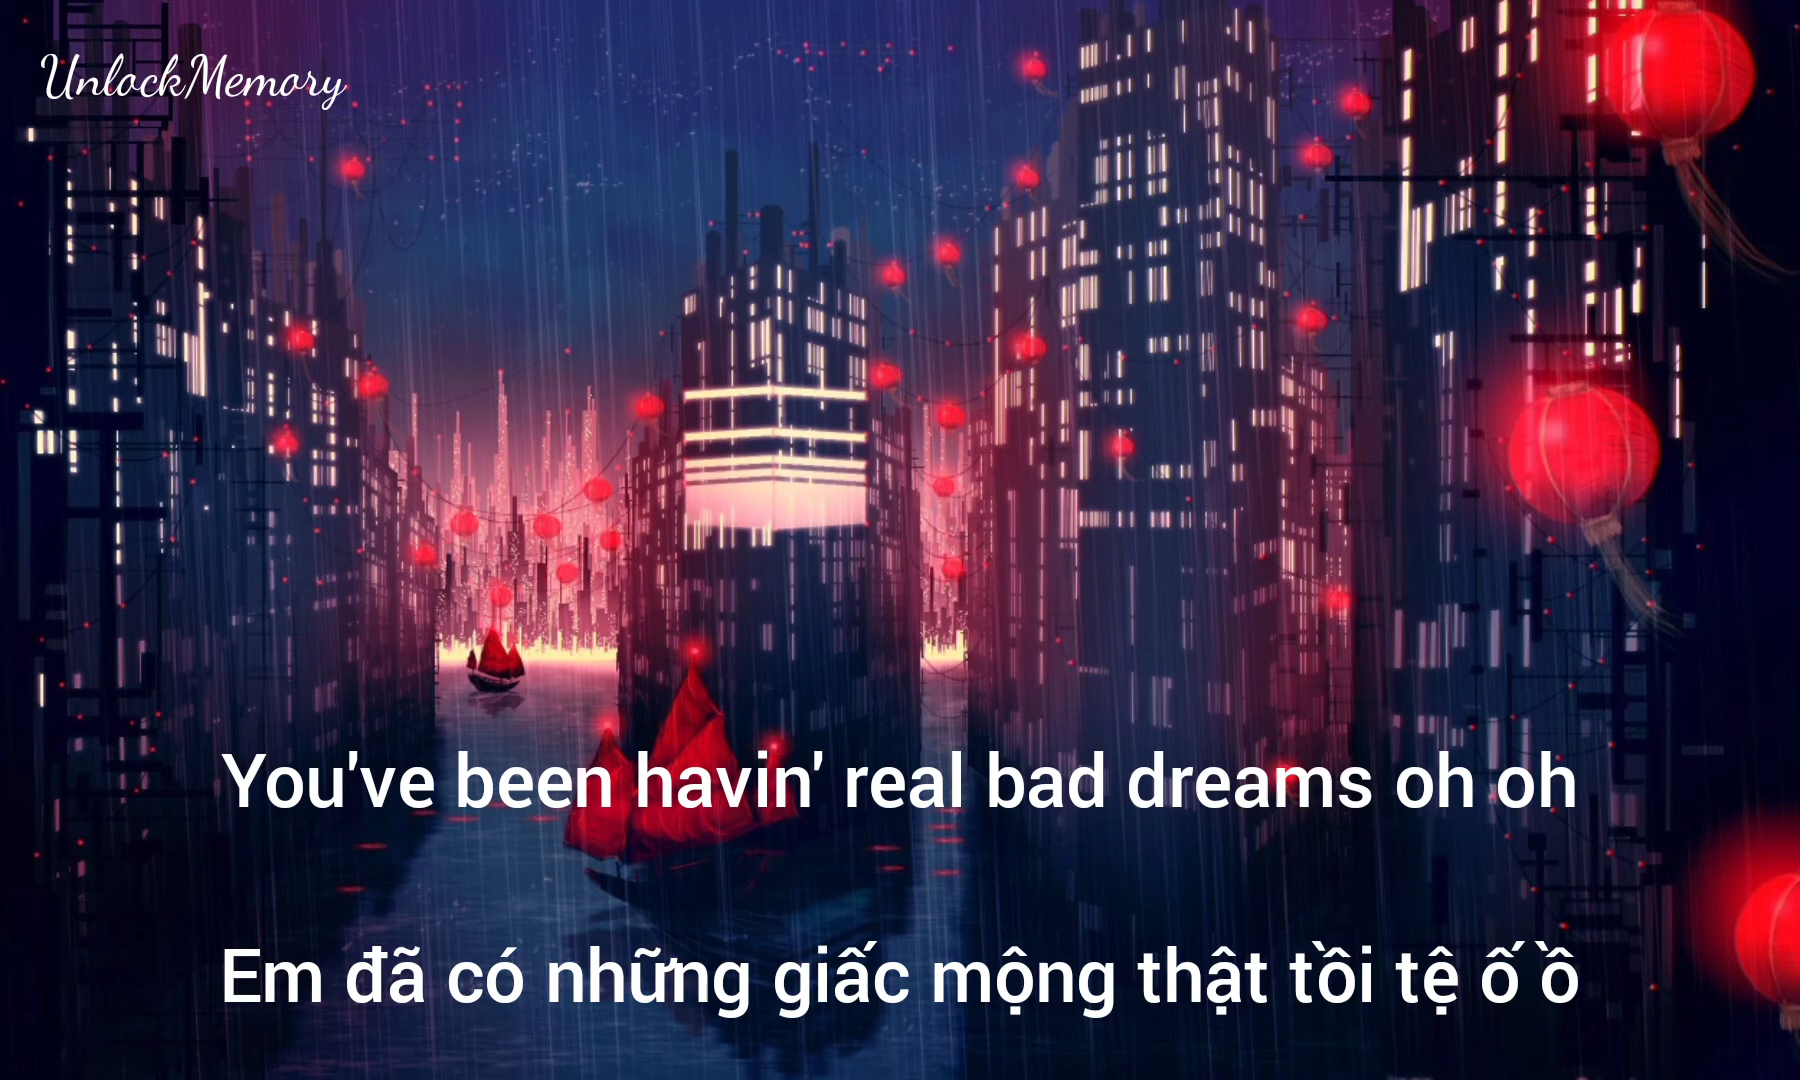 UnlockMemory
You've been havin' real bad dreams oh oh
Em đã có những giấc mộng thật tồi tệ ố ồ